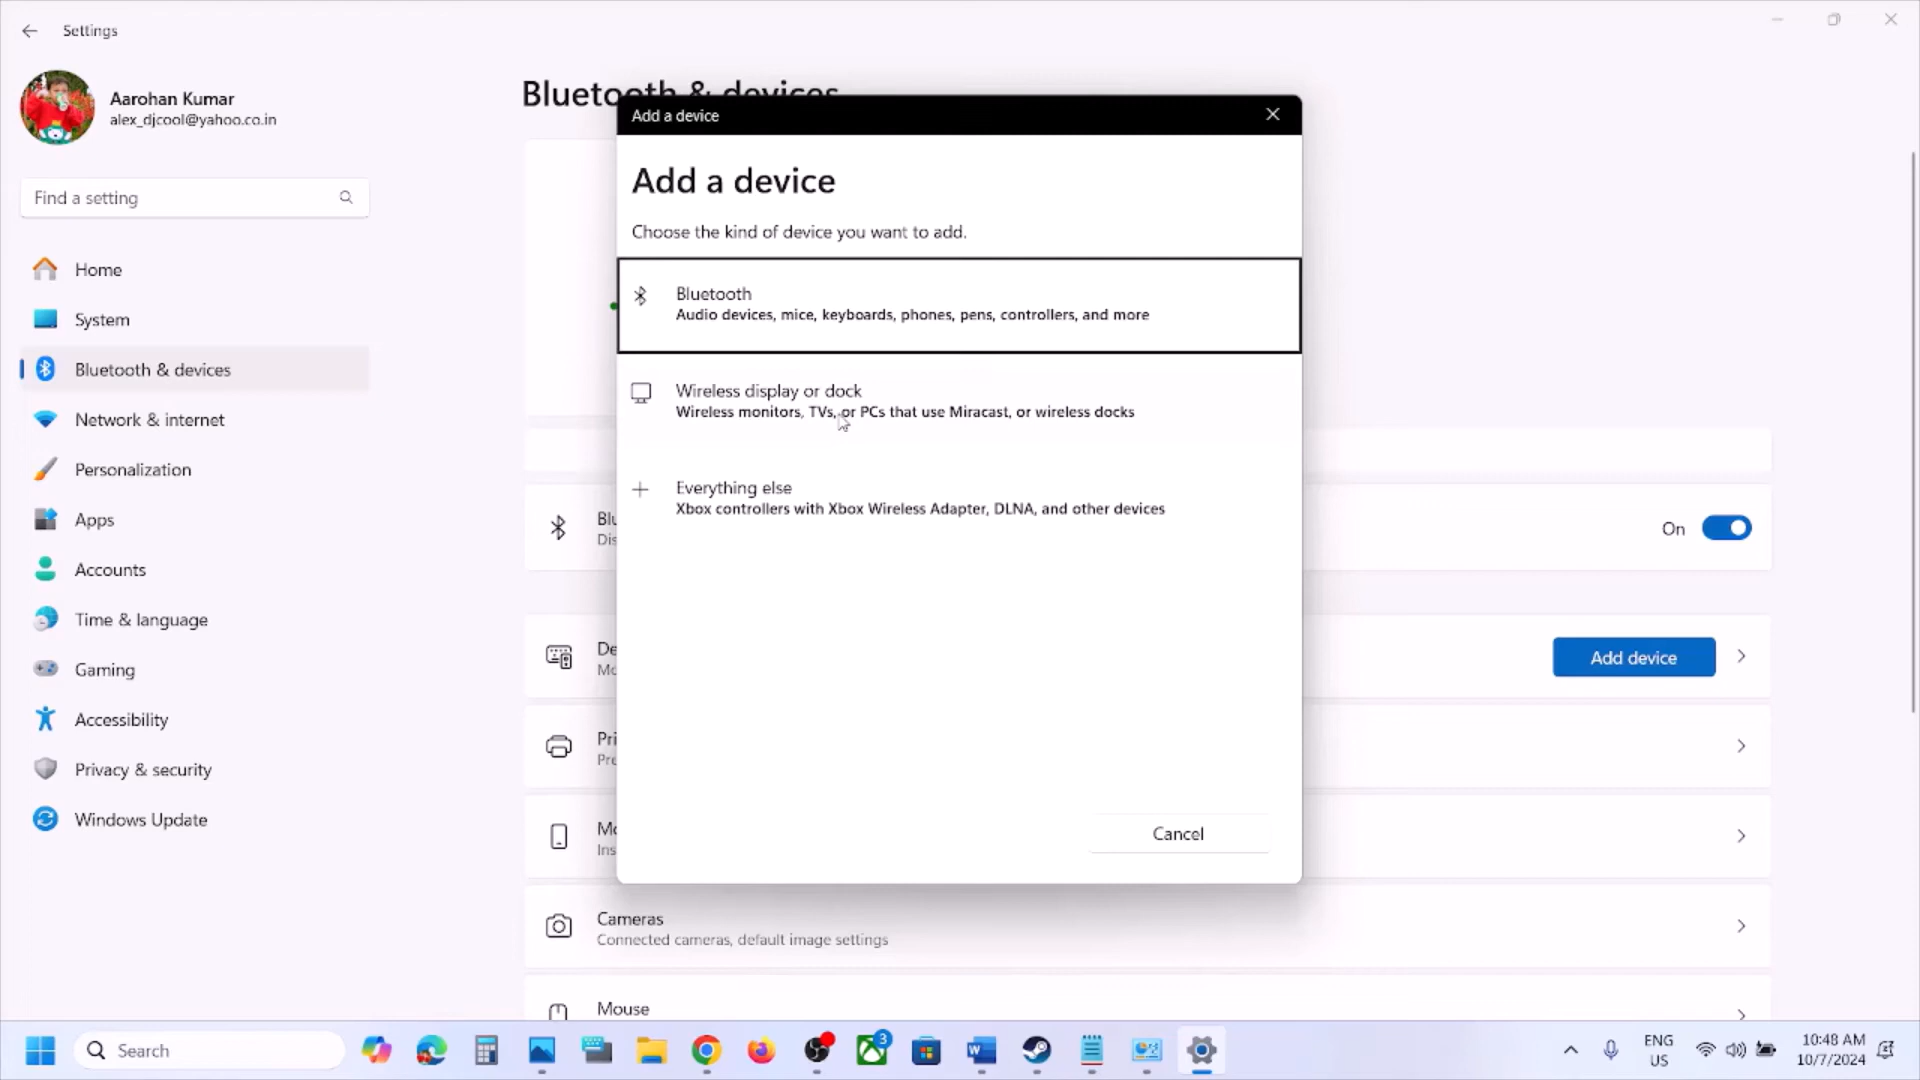 Settings
Aarohan Kumar
alex_djcool@yahoo.co.in
Find a setting
Home
System
Bluetooth & devices
Network & internet
Personalization
Apps
Accounts
Time & language
Gaming
Accessibility
Privacy & security
Windows Update
Bluetooth & devices
Add a device
Add a device
Choose the kind of device you want to add.
Bluetooth
Audio devices, mice, keyboards, phones, pens, controllers, and more
Wireless display or dock
Wireless monitors, TVs, or PCs that use Miracast, or wireless docks
Everything else
Xbox controllers with Xbox Wireless Adapter, DLNA, and other devices
Cancel
On
Add device
Cameras
Connected cameras, default image settings
Mouse
Search
3
ENG
US
10:48 AM
10/7/2024